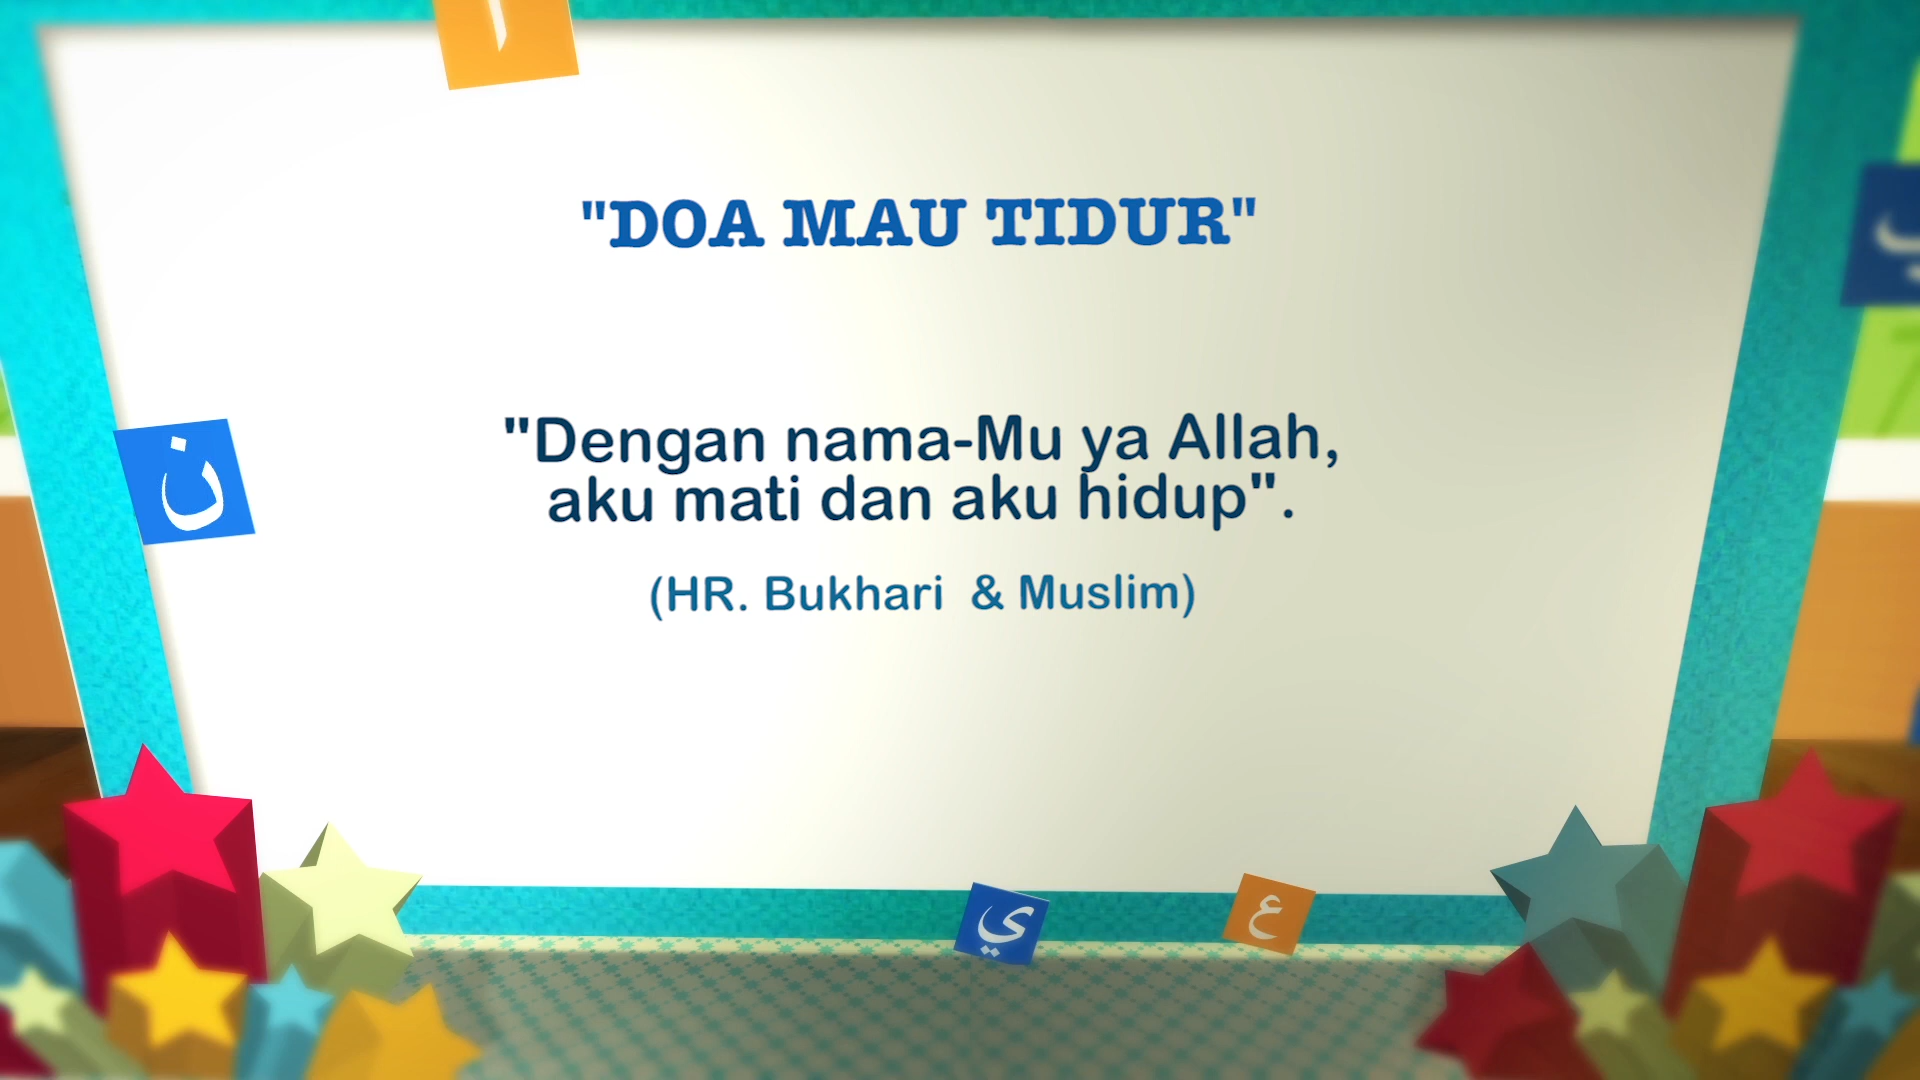 ا
"DOA MAU TIDUR"
ب
"Dengan nama-Mu ya Allah,
aku mati dan aku hidup".
ن
(HR. Bukhari & Muslim)
ي
ع